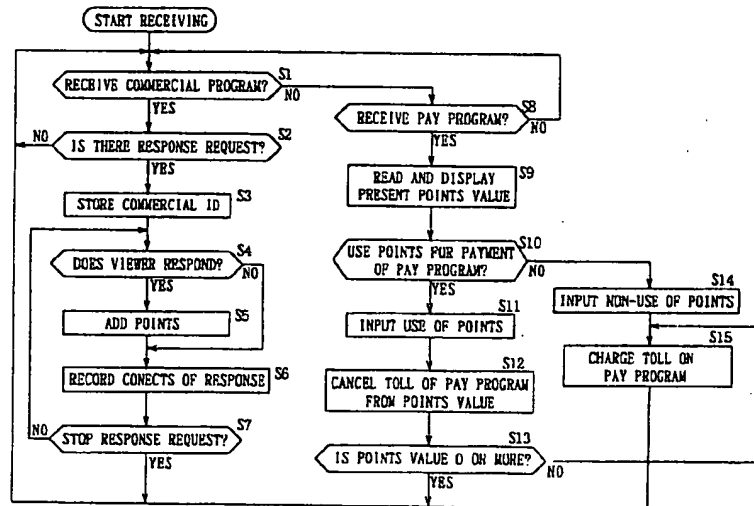 START RECEIVING
S1
RECEIVE COMMERCIAL PROGRAM?
NO
YES
S2
NO
IS THERE RESPONSE REQUEST?
YES
S3
STORE COMMERCIAL ID
S4
DOES VIEWER RESPOND?
NO
YES
ADD POINTS
S5
RECORD CONECTS OF RESPONSE
S6
S7
NO
STOP RESPONSE REQUEST?
YES
S8
RECEIVE PAY PROGRAM?
NO
YES
S9
READ AND DISPLAY
PRESENT POINTS VALUE
S10
USE POINTS FOR PAYMENT
OF PAY PROGRAM?
NO
YES
S11
INPUT USE OF POINTS
S12
CANCEL TOLL OF PAY PROGRAM
FROM POINTS VALUE
S13
IS POINTS VALUE 0 ON MORE?
NO
YES
S14
INPUT NON-USE OF POINTS
S15
CHARGE TOLL ON
PAY PROGRAM